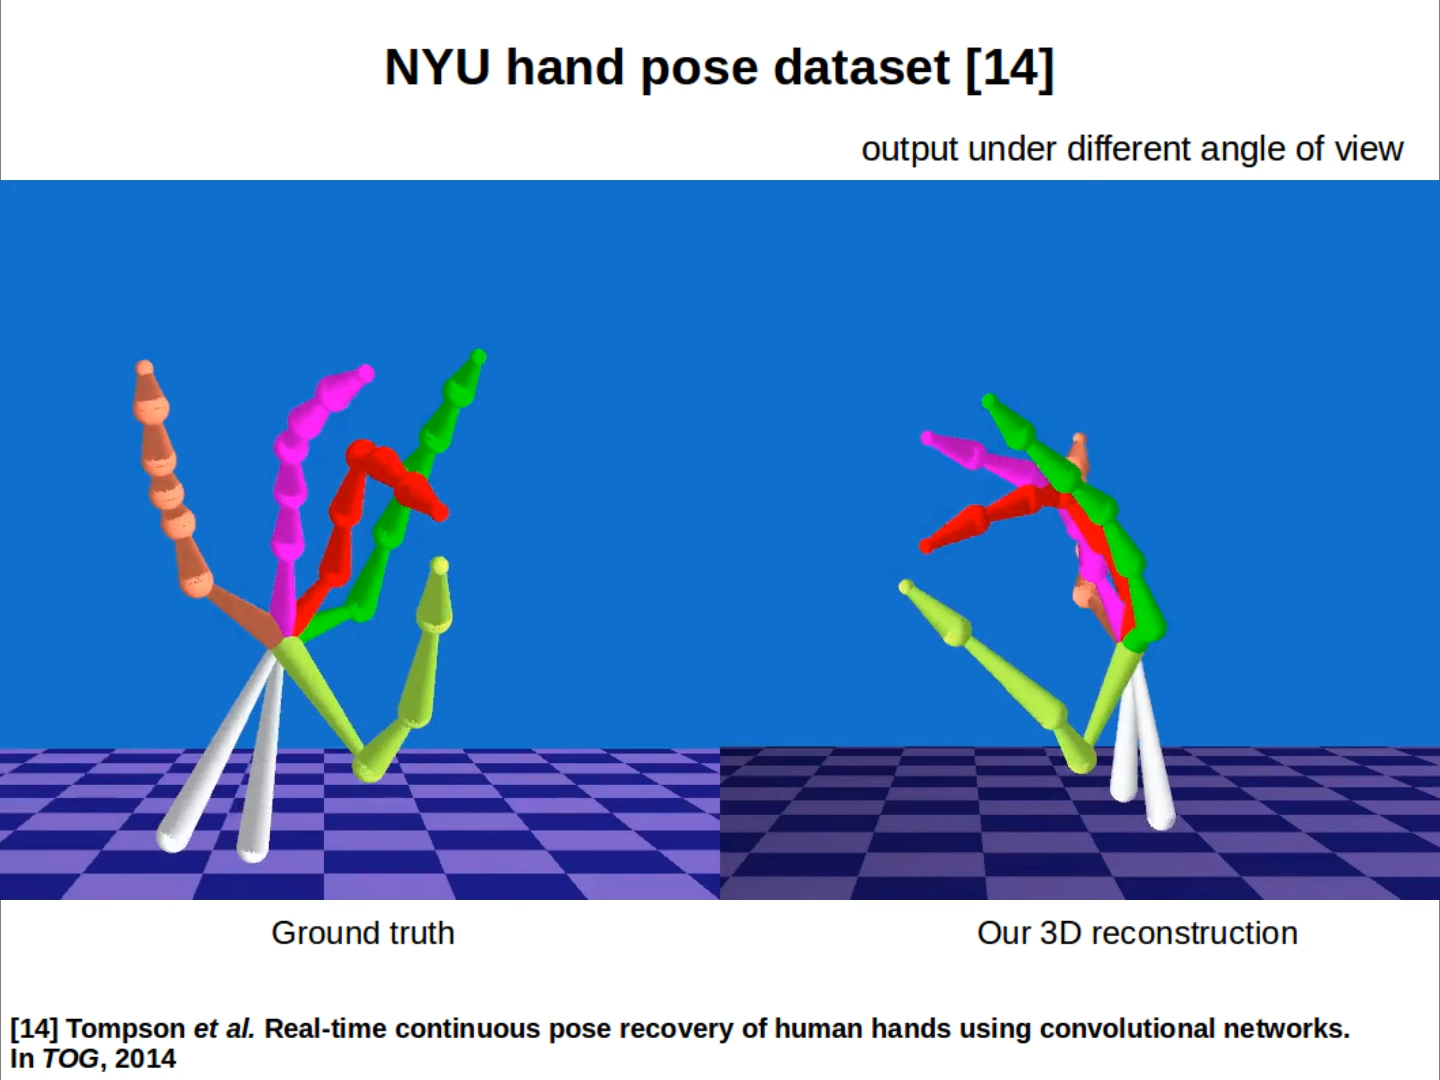 NYU hand pose dataset [14]
output under different angle of view
Ground truth
Our 3D reconstruction
[14] Tompson et al. Real-time continuous pose recovery of human hands using convolutional networks.
In TOG, 2014